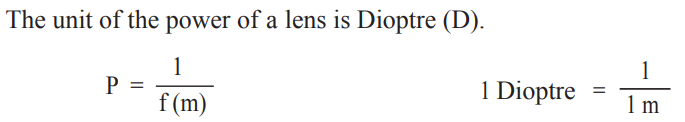 The unit of the power of a lens is Dioptre (D).
P = 1 / f (m)
1 Dioptre = 1 / 1 m